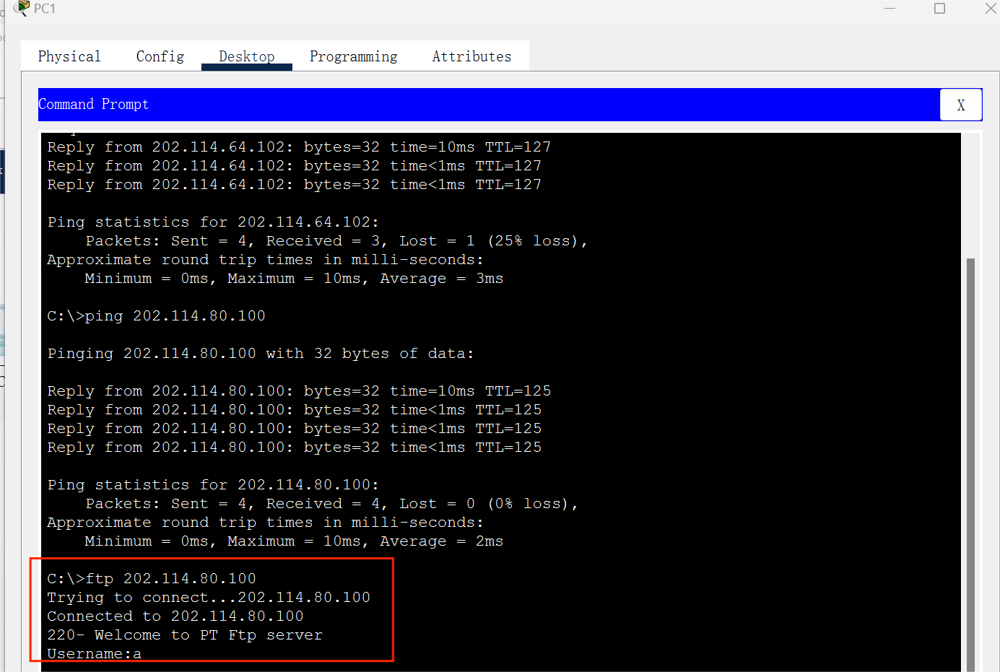 PC1
Physical Config Desktop Programming Attributes
Command Prompt
X
Reply from 202.114.64.102: bytes=32 time=10ms TTL=127
Reply from 202.114.64.102: bytes=32 time<1ms TTL=127
Reply from 202.114.64.102: bytes=32 time<1ms TTL=127
Ping statistics for 202.114.64.102:
Packets: Sent = 4, Received = 3, Lost = 1 (25% loss),
Approximate round trip times in milli-seconds:
Minimum = 0ms, Maximum = 10ms, Average = 3ms
C:\>ping 202.114.80.100
Pinging 202.114.80.100 with 32 bytes of data:
Reply from 202.114.80.100: bytes=32 time=10ms TTL=125
Reply from 202.114.80.100: bytes=32 time<1ms TTL=125
Reply from 202.114.80.100: bytes=32 time<1ms TTL=125
Reply from 202.114.80.100: bytes=32 time<1ms TTL=125
Ping statistics for 202.114.80.100:
Packets: Sent = 4, Received = 4, Lost = 0 (0% loss),
Approximate round trip times in milli-seconds:
Minimum = 0ms, Maximum = 10ms, Average = 2ms
C:\>ftp 202.114.80.100
Trying to connect...202.114.80.100
Connected to 202.114.80.100
220- Welcome to PT Ftp server
Username:a